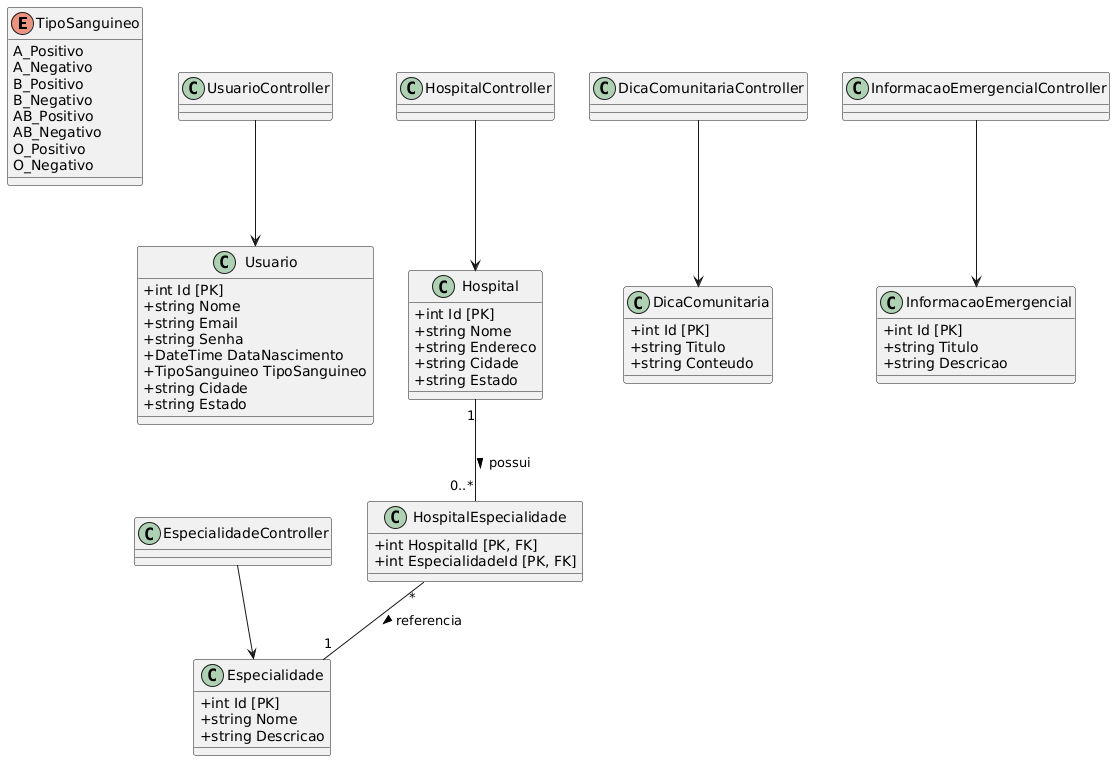 E TipoSanguineo
A_Positivo
A_Negativo
B_Positivo
B_Negativo
AB_Positivo
AB_Negativo
O_Positivo
O_Negativo
C UsuarioController
C HospitalController
C DicaComunitariaController
C InformacaoEmergencialController
C Usuario
+int Id [PK]
+string Nome
+string Email
+string Senha
+DateTime DataNascimento
+TipoSanguineo TipoSanguineo
+string Cidade
+string Estado
C Hospital
+int Id [PK]
+string Nome
+string Endereco
+string Cidade
+string Estado
C DicaComunitaria
+int Id [PK]
+string Titulo
+string Conteudo
C InformacaoEmergencial
+int Id [PK]
+string Titulo
+string Descricao
1
possui
0..*
C EspecialidadeController
C HospitalEspecialidade
+int HospitalId [PK, FK]
+int EspecialidadeId [PK, FK]
*
referencia
1
C Especialidade
+int Id [PK]
+string Nome
+string Descricao